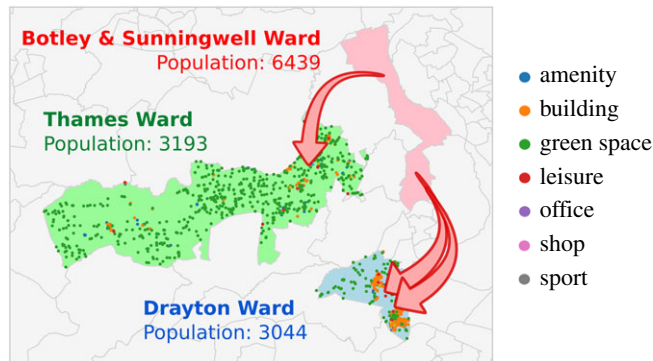 Botley & Sunningwell Ward
Population: 6439
Thames Ward
Population: 3193
Drayton Ward
Population: 3044
amenity
building
green space
leisure
office
shop
sport